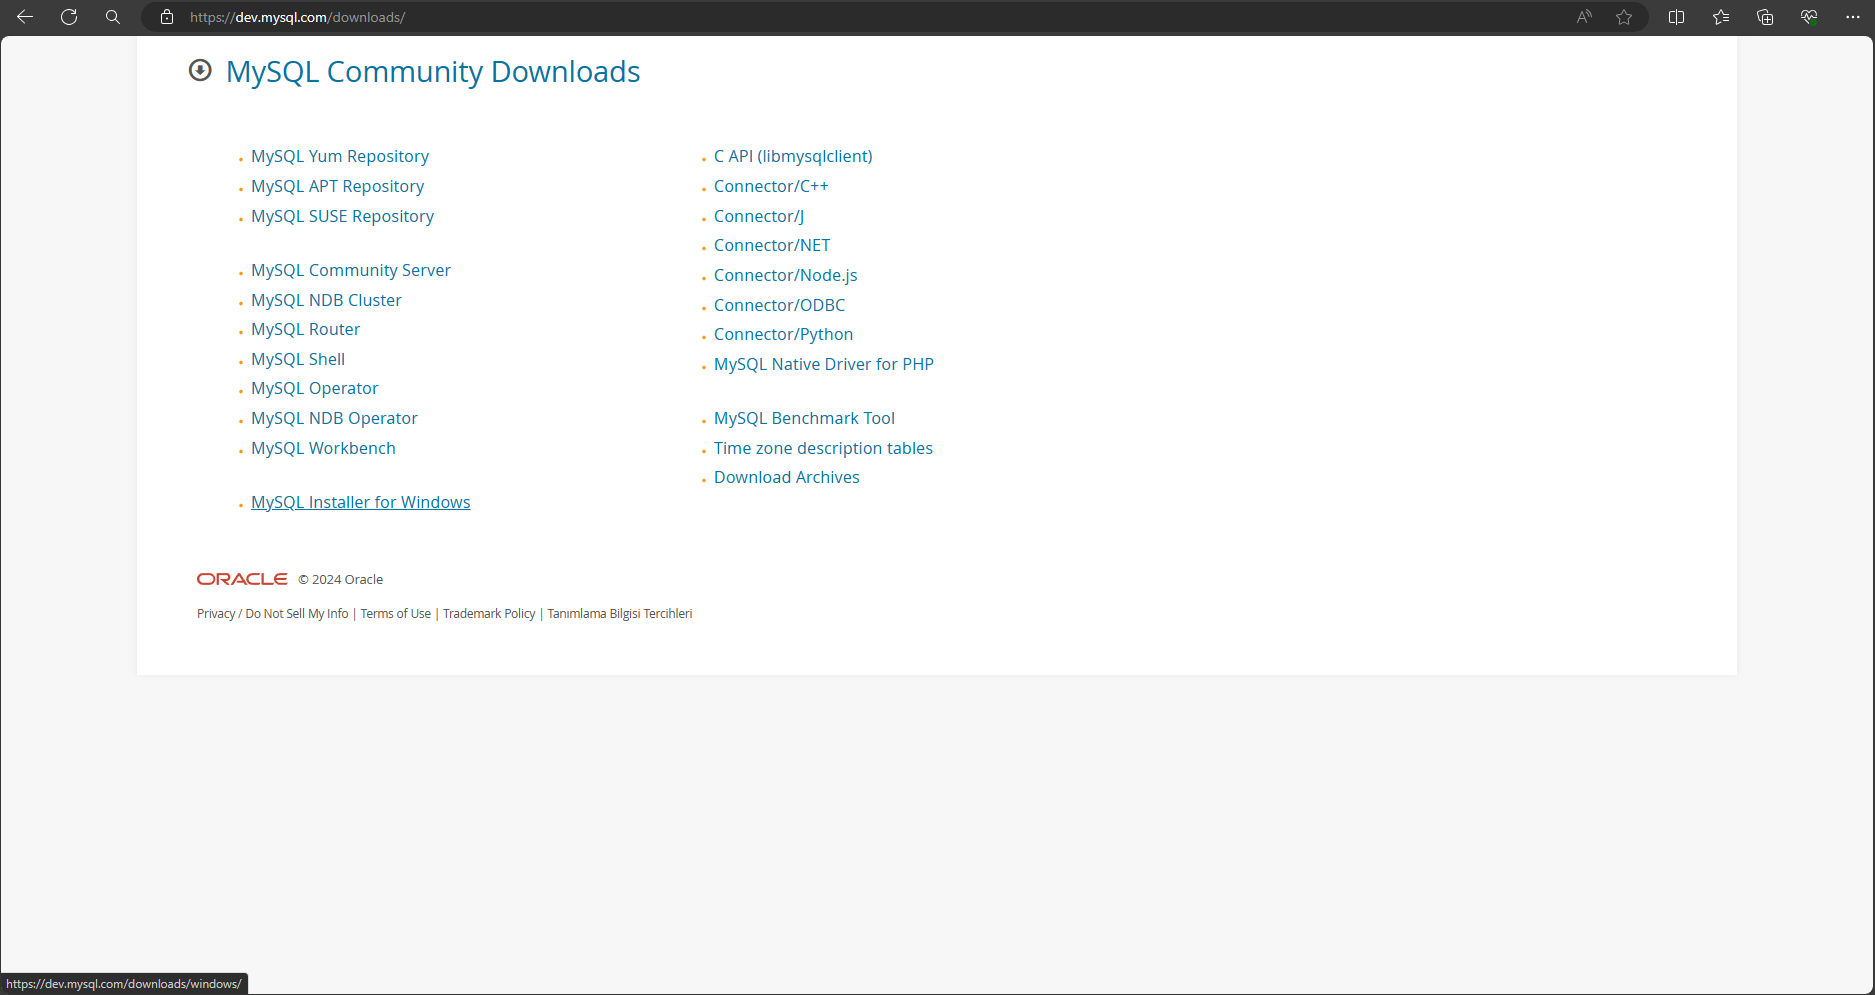 https://dev.mysql.com/downloads/
MySQL Community Downloads
MySQL Yum Repository
MySQL APT Repository
MySQL SUSE Repository
MySQL Community Server
MySQL NDB Cluster
MySQL Router
MySQL Shell
MySQL Operator
MySQL NDB Operator
MySQL Workbench
MySQL Installer for Windows
C API (libmysqlclient)
Connector/C++
Connector/J
Connector/NET
Connector/Node.js
Connector/ODBC
Connector/Python
MySQL Native Driver for PHP
MySQL Benchmark Tool
Time zone description tables
Download Archives
ORACLE © 2024 Oracle
Privacy / Do Not Sell My Info | Terms of Use | Trademark Policy | Tanımlama Bilgisi Tercihleri
https://dev.mysql.com/downloads/windows/